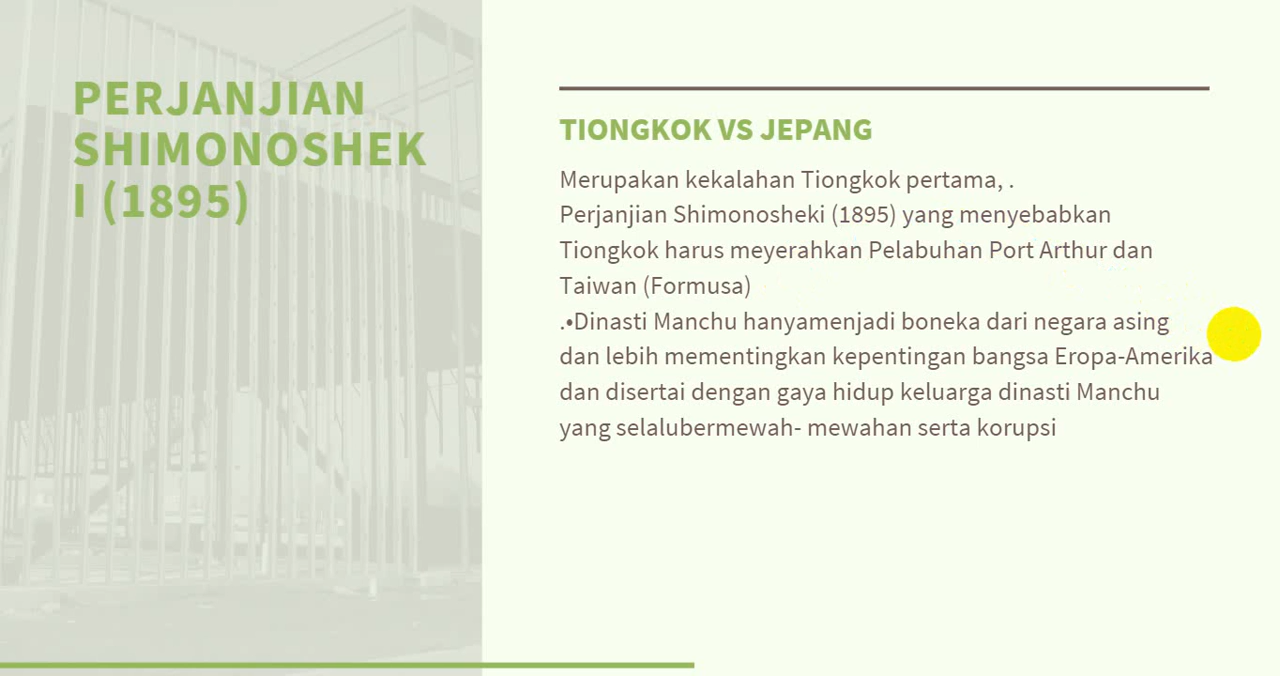 PERJANJIAN
SHIMONOSHEK
I (1895)
TIONGKOK VS JEPANG
Merupakan kekalahan Tiongkok pertama, .
Perjanjian Shimonosheki (1895) yang menyebabkan
Tiongkok harus meyerahkan Pelabuhan Port Arthur dan
Taiwan (Formusa)
.•Dinasti Manchu hanyamenjadi boneka dari negara asing
dan lebih mementingkan kepentingan bangsa Eropa-Amerika
dan disertai dengan gaya hidup keluarga dinasti Manchu
yang selalubermewah- mewahan serta korupsi